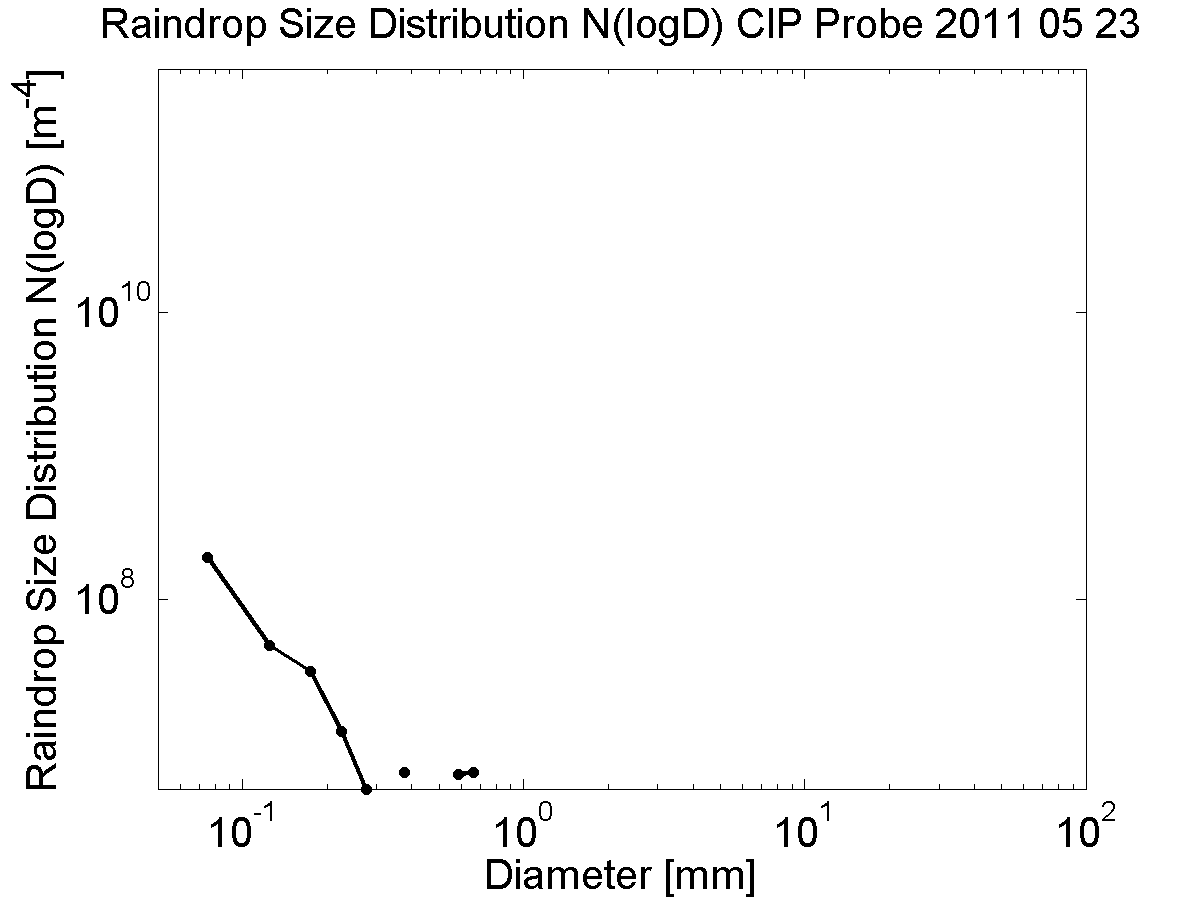 Raindrop Size Distribution N(logD) CIP Probe 2011 05 23
Raindrop Size Distribution N(logD) [m^-4]
10^10
10^8
10^-1 10^0 10^1 10^2
Diameter [mm]